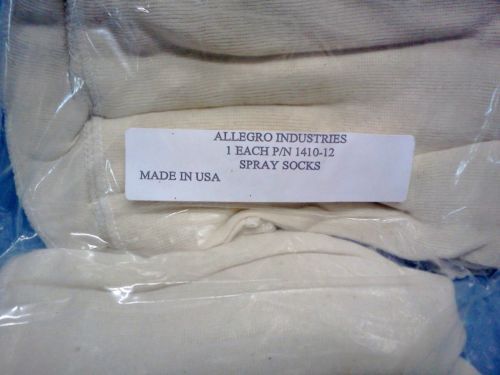 ALLEGRO INDUSTRIES
1 EACH P/N 1410-12
SPRAY SOCKS
MADE IN USA